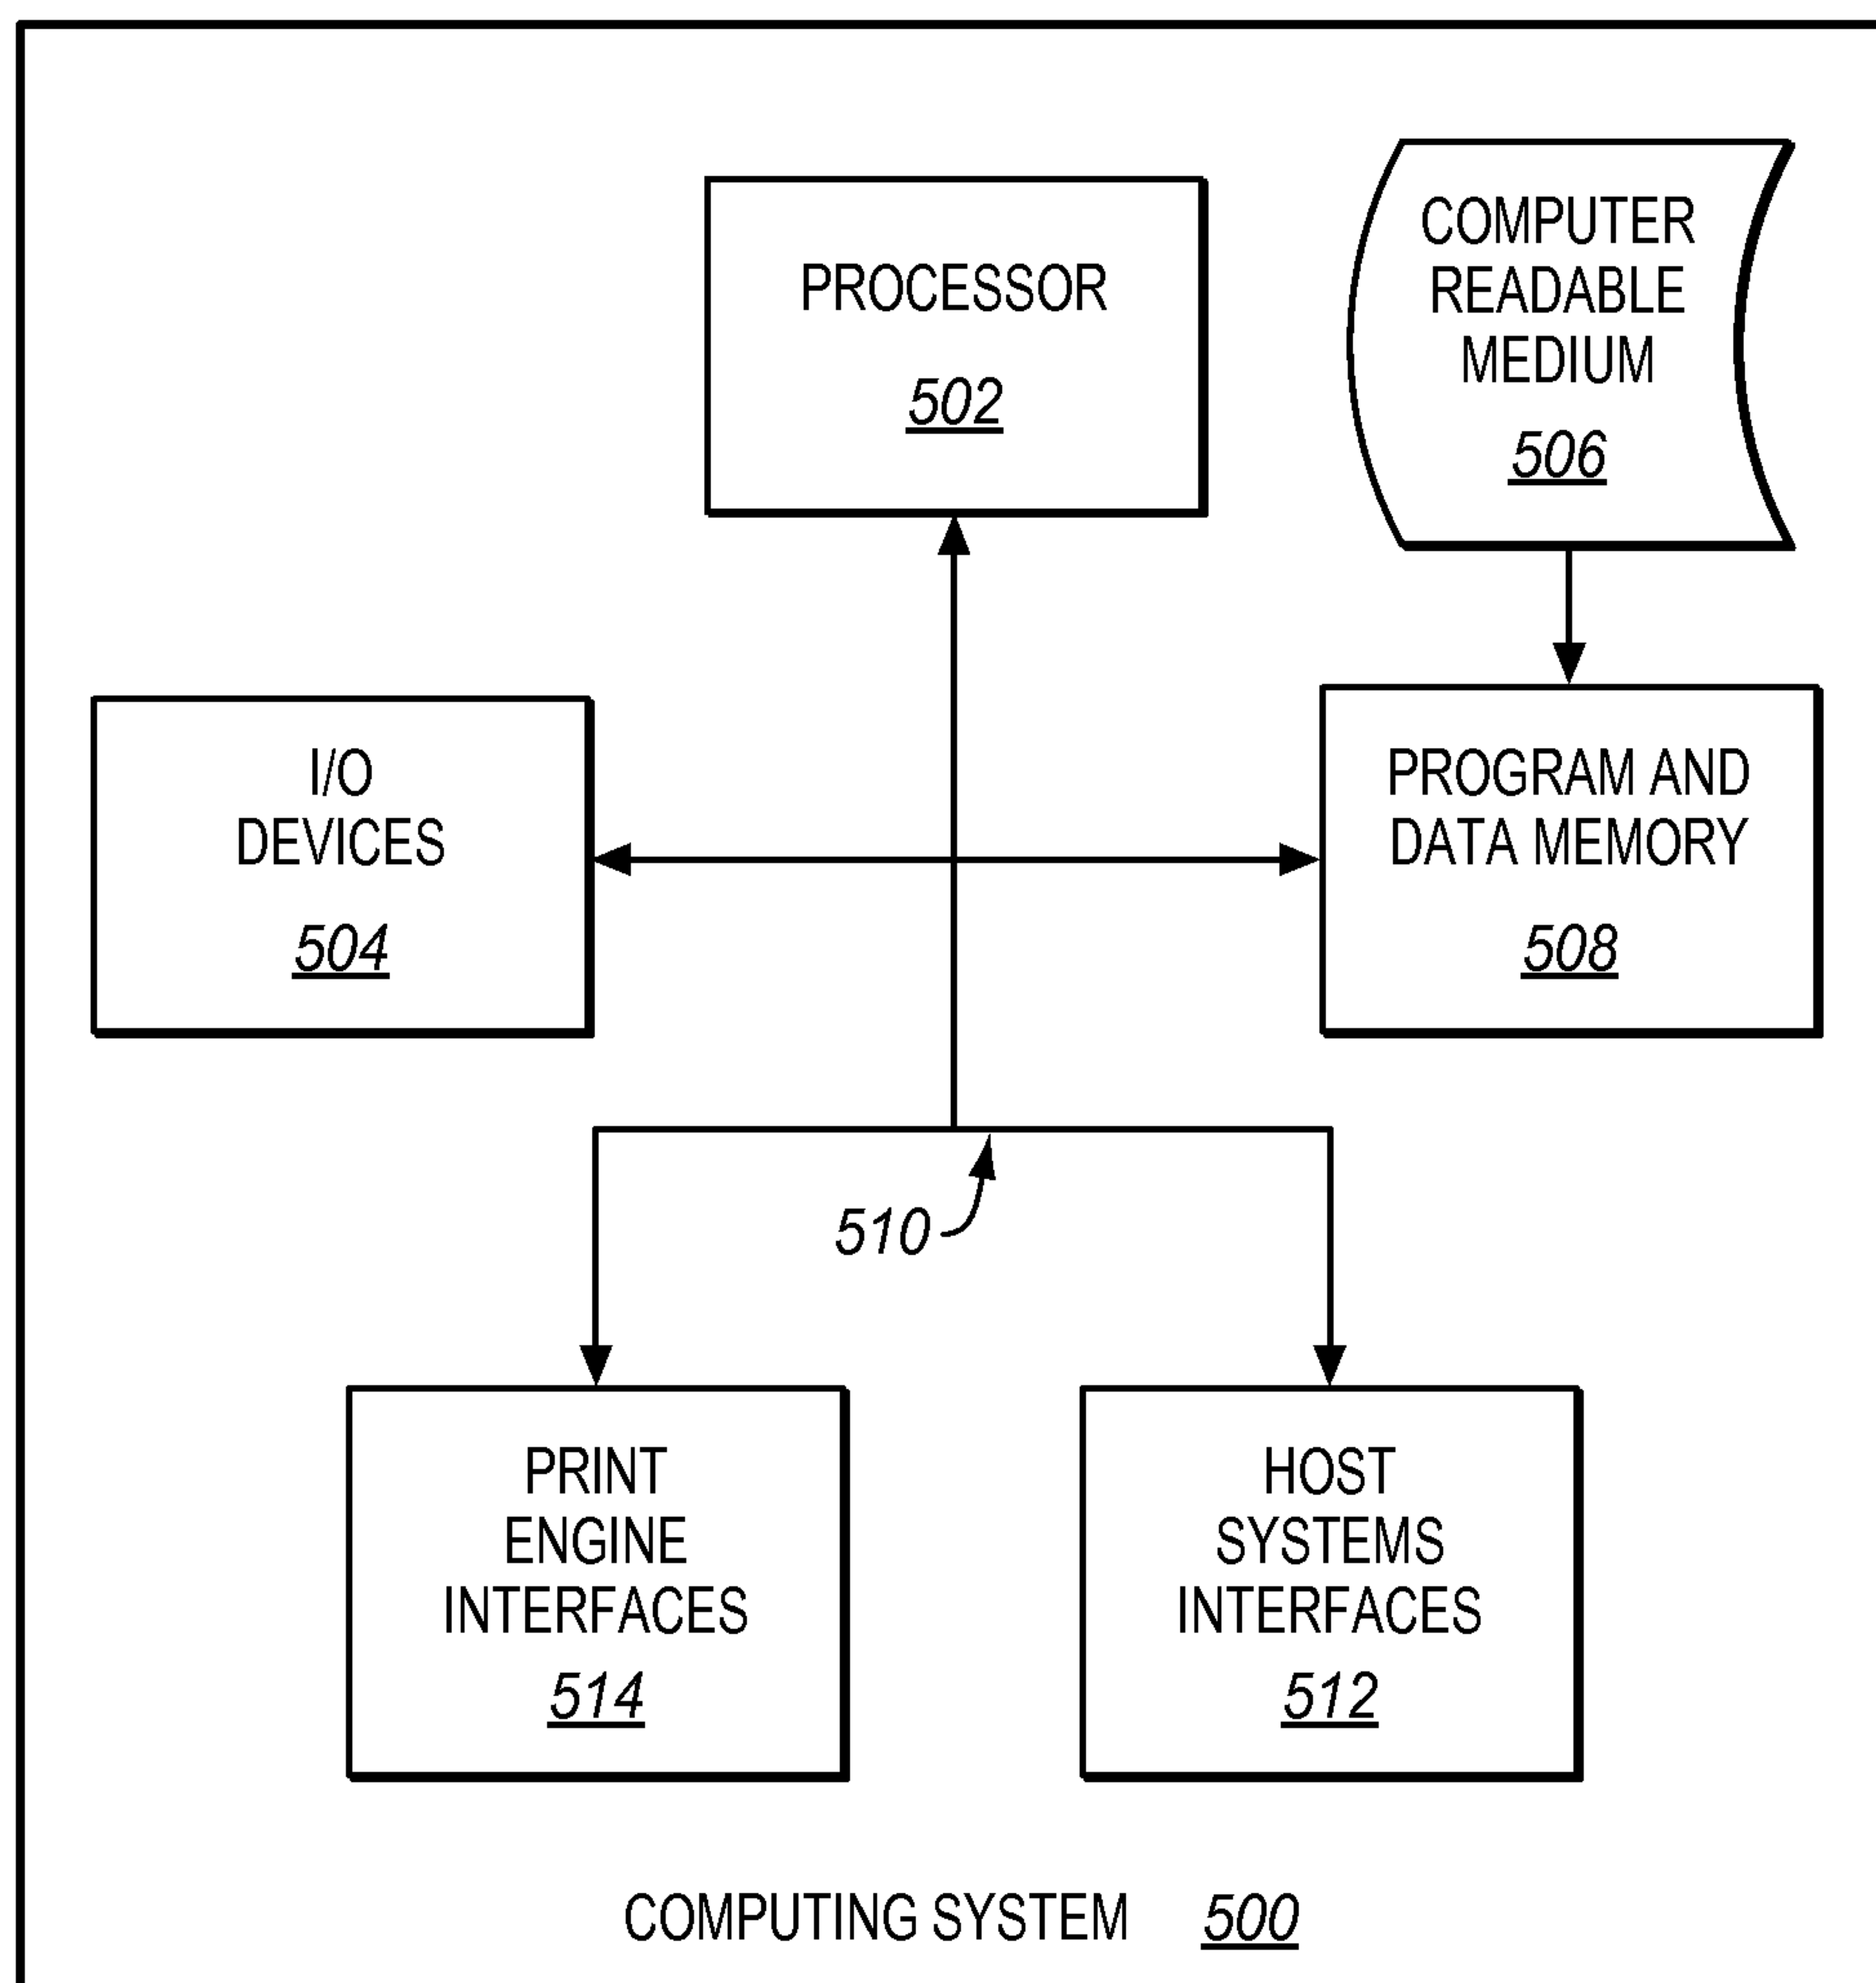 PROCESSOR
502
COMPUTER
READABLE
MEDIUM
506
I/O
DEVICES
504
PROGRAM AND
DATA MEMORY
508
510
PRINT
ENGINE
INTERFACES
514
HOST
SYSTEMS
INTERFACES
512
COMPUTING SYSTEM 500